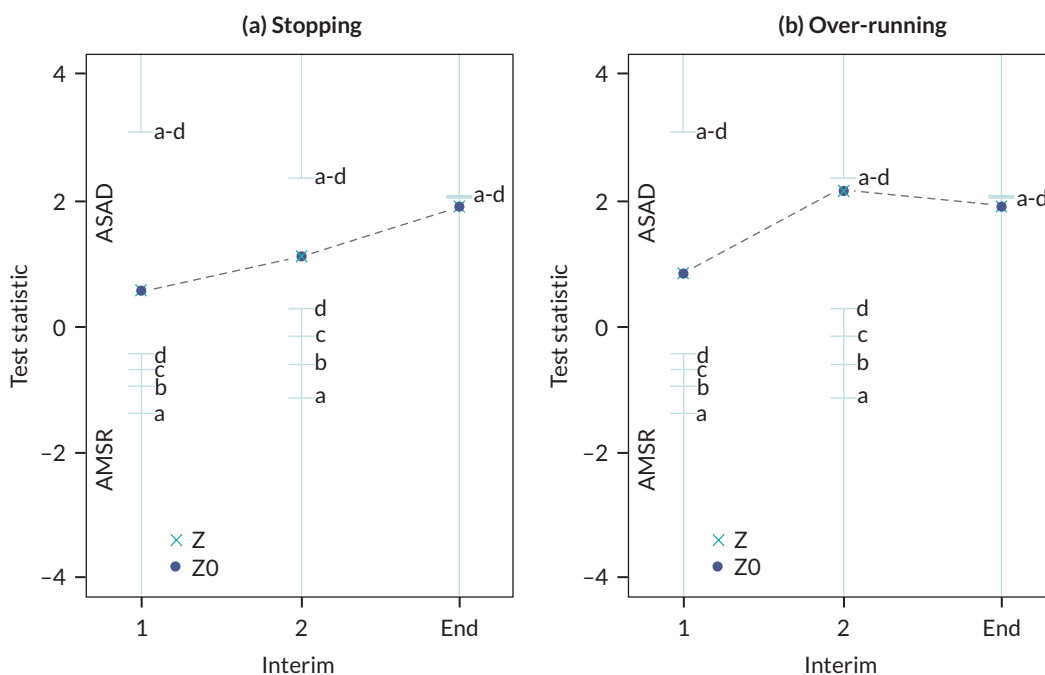 (a) Stopping
Test statistic
4
2
0
–2
–4
ASAD
AMSR
a-d
d
c
b
a
a-d
d
c
b
a
a-d
Z
Z0
1
2
End
Interim
(b) Over-running
Test statistic
4
2
0
–2
–4
ASAD
AMSR
a-d
d
c
b
a
a-d
d
c
b
a
a-d
Z
Z0
1
2
End
Interim